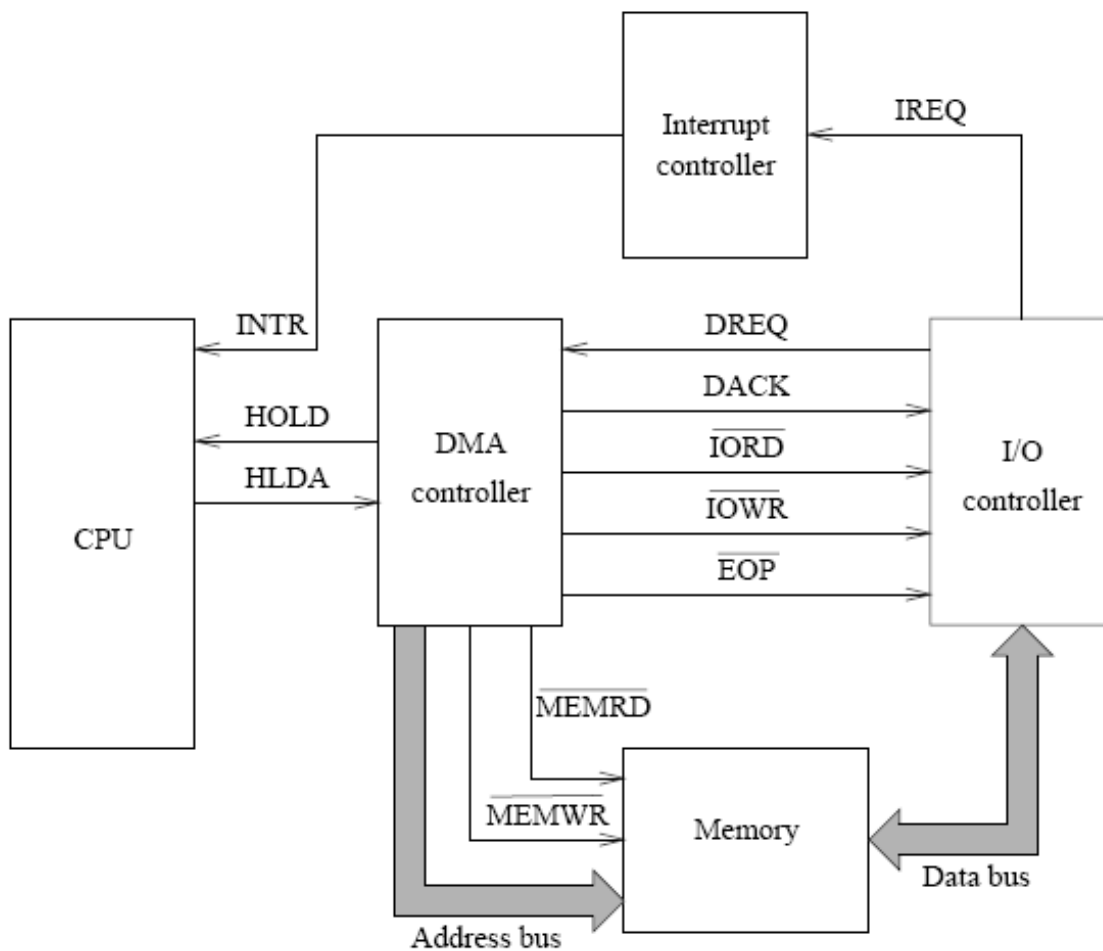 Interrupt
controller
IREQ
INTR
DREQ
DACK
HOLD
DMA
controller
IORD
I/O
controller
HLDA
IOWR
CPU
EOP
MEMRD
MEMWR
Memory
Data bus
Address bus